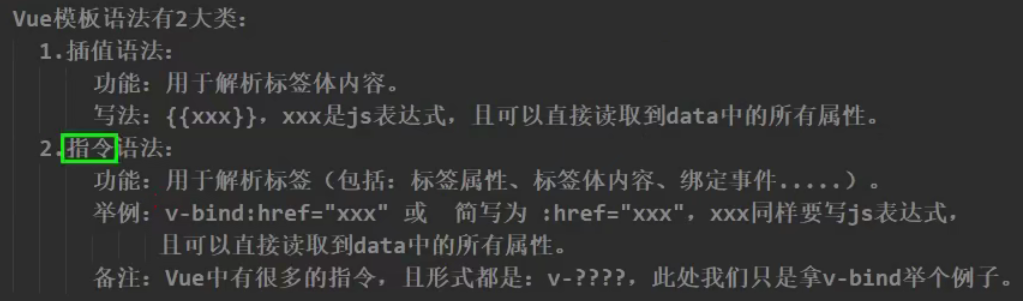 Vue模板语法有2大类：
1.插值语法：
功能：用于解析标签体内容。
写法：{{xxx}}，xxx是js表达式，且可以直接读取到data中的所有属性。
2.指令语法：
功能：用于解析标签（包括：标签属性、标签体内容、绑定事件.....）。
举例：v-bind:href="xxx" 或  简写为 :href="xxx"，xxx同样要写js表达式，
且可以直接读取到data中的所有属性。
备注：Vue中有很多的指令，且形式都是：v-????，此处我们只是拿v-bind举个例子。